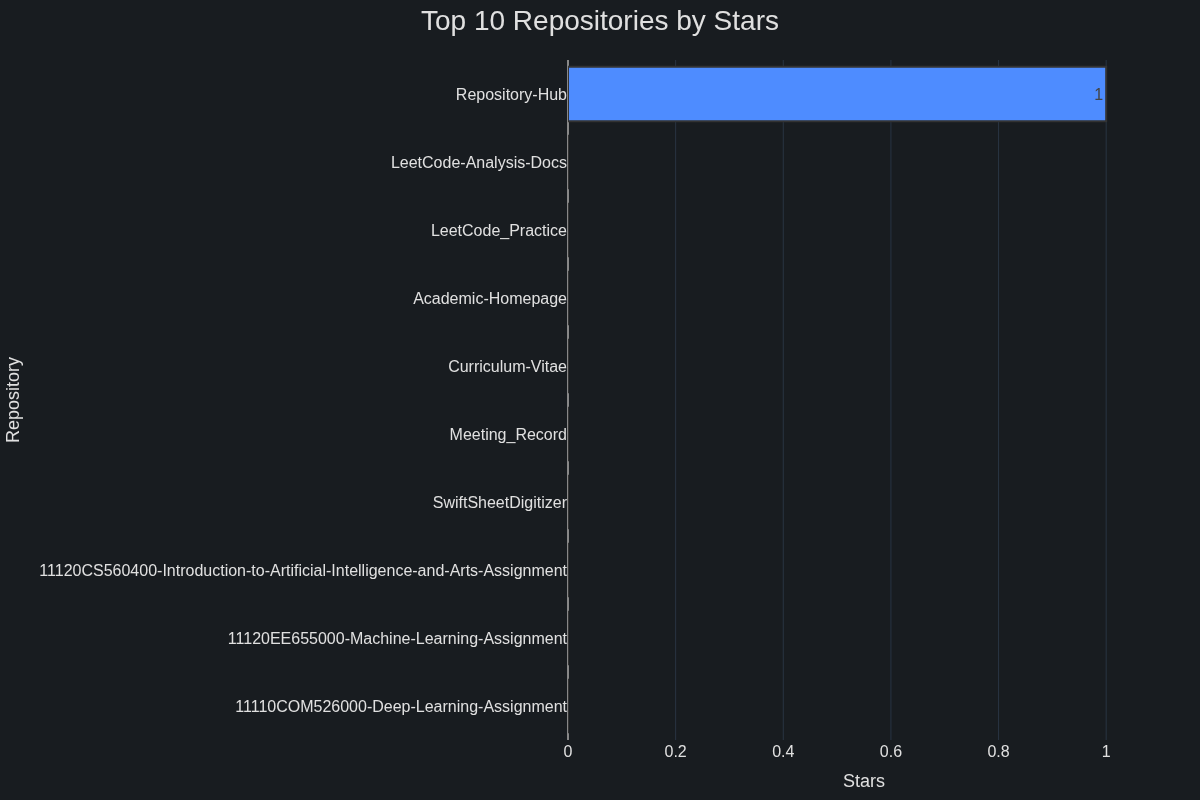 Top 10 Repositories by Stars
Repository
Repository-Hub
1
LeetCode-Analysis-Docs
LeetCode_Practice
Academic-Homepage
Curriculum-Vitae
Meeting_Record
SwiftSheetDigitizer
11120CS560400-Introduction-to-Artificial-Intelligence-and-Arts-Assignment
11120EE655000-Machine-Learning-Assignment
11110COM526000-Deep-Learning-Assignment
0 0.2 0.4 0.6 0.8 1
Stars